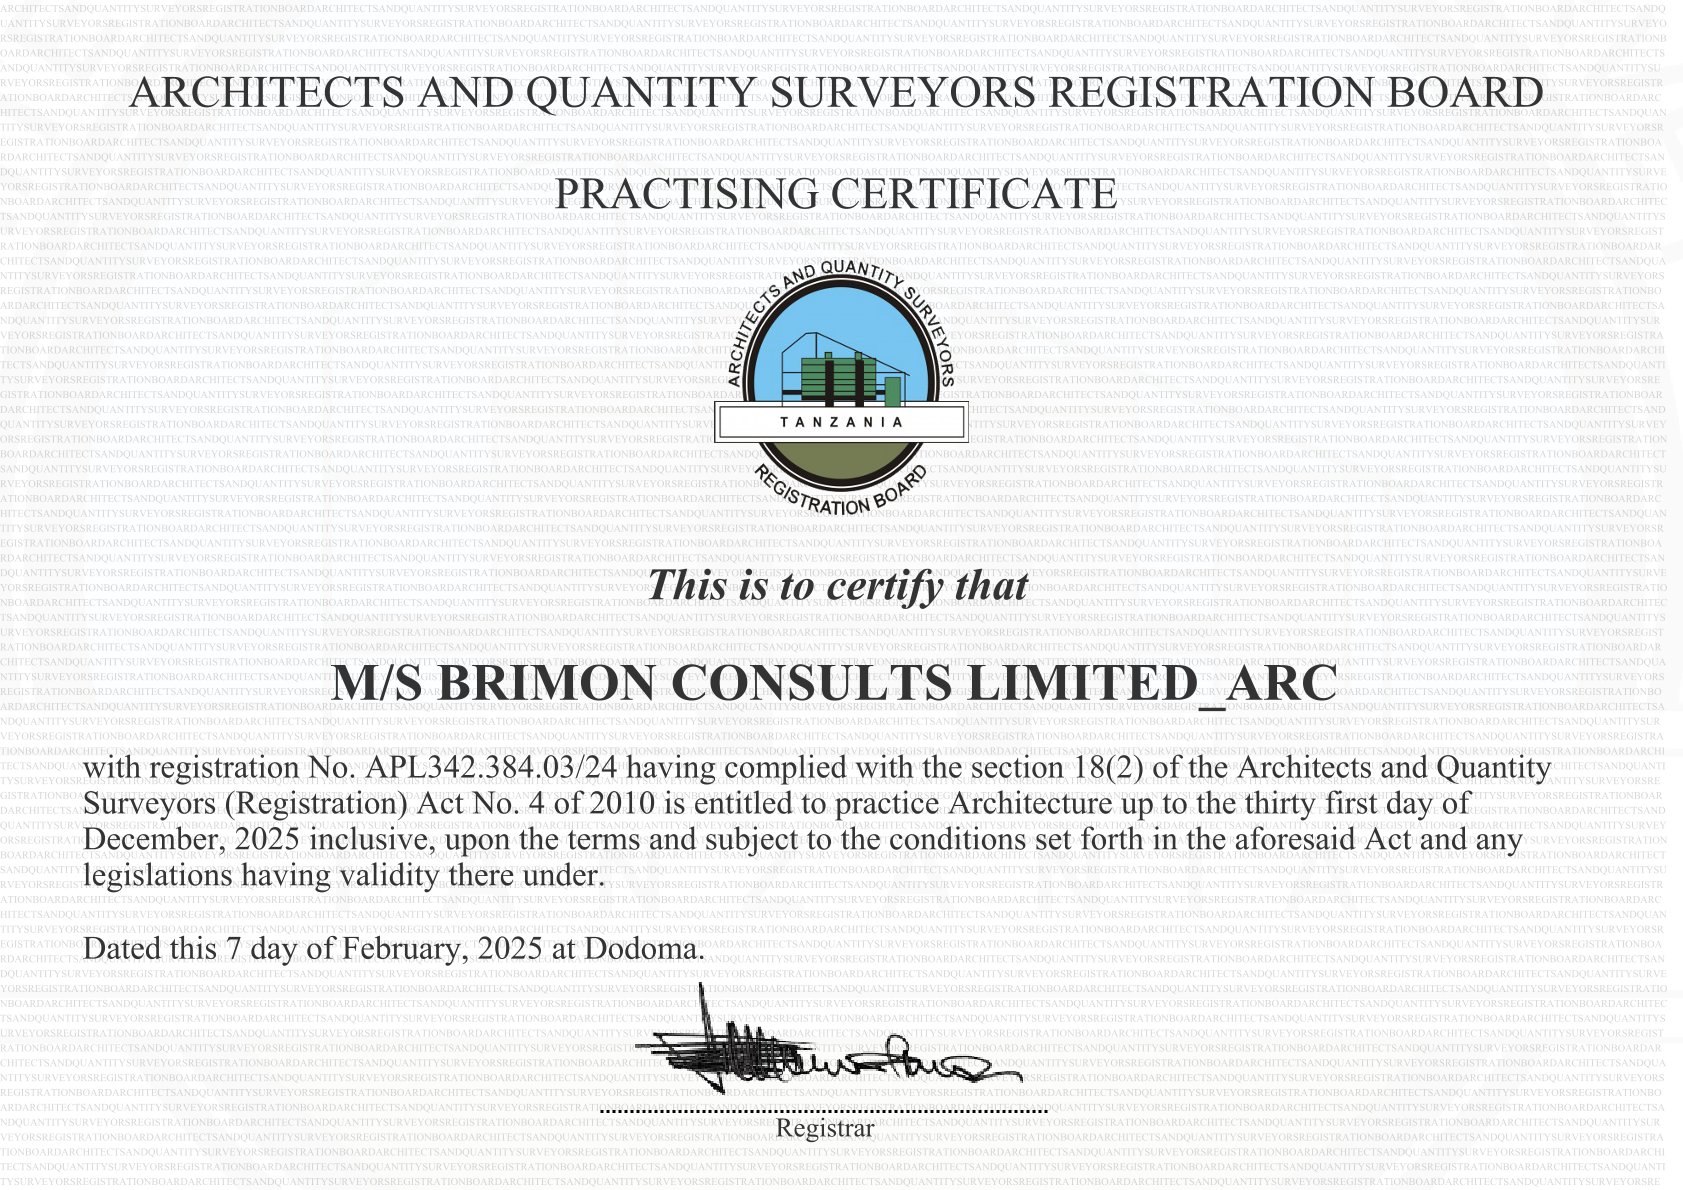 ARCHITECTS AND QUANTITY SURVEYORS REGISTRATION BOARD
PRACTISING CERTIFICATE
ARCHITECTS AND QUANTITY SURVEYORS
TANZANIA
REGISTRATION BOARD
This is to certify that
M/S BRIMON CONSULTS LIMITED_ARC
with registration No. APL342.384.03/24 having complied with the section 18(2) of the Architects and Quantity
Surveyors (Registration) Act No. 4 of 2010 is entitled to practice Architecture up to the thirty first day of
December, 2025 inclusive, upon the terms and subject to the conditions set forth in the aforesaid Act and any
legislations having validity there under.
Dated this 7 day of February, 2025 at Dodoma.
Registrar